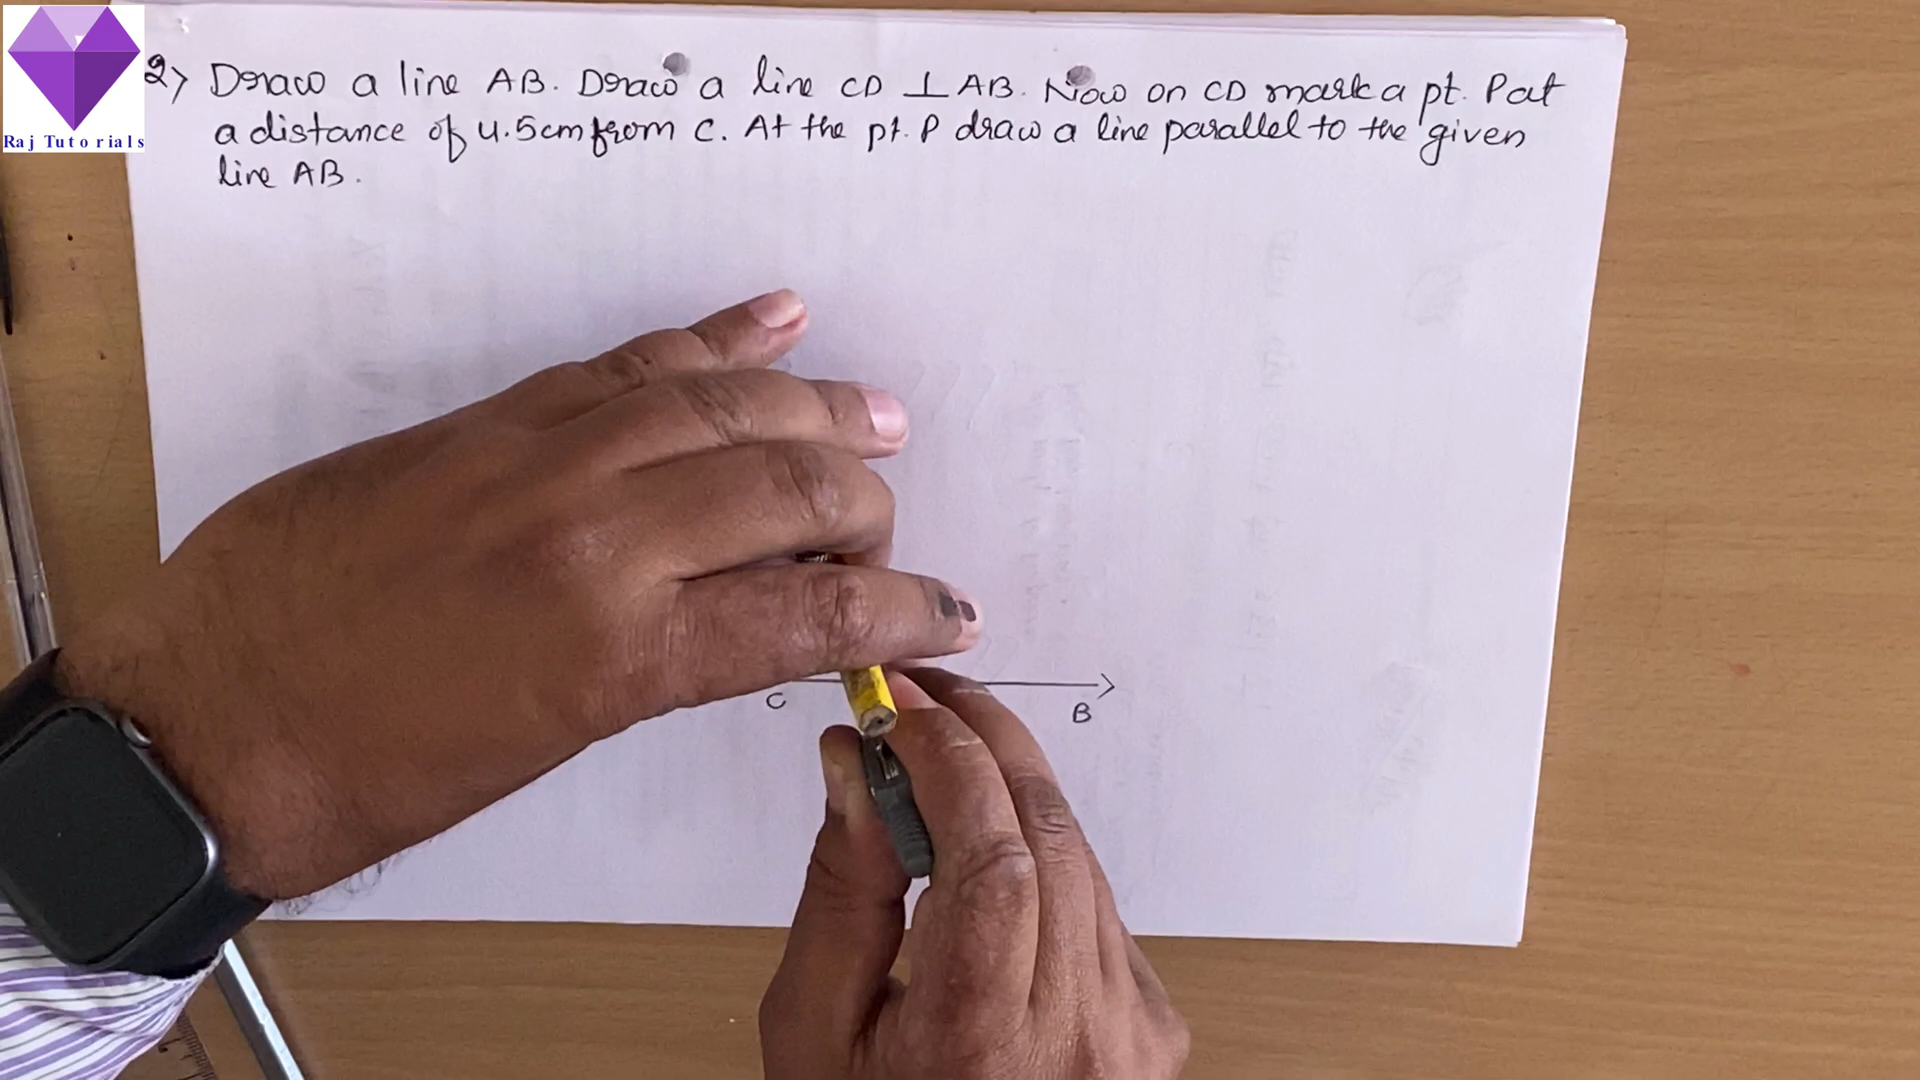 2) Draw a line AB. Draw a line CD ⊥ AB. Now on CD mark a pt. P at
a distance of 4.5cm from C. At the pt. P draw a line parallel to the given
line AB.
Raj Tutorials
C
B